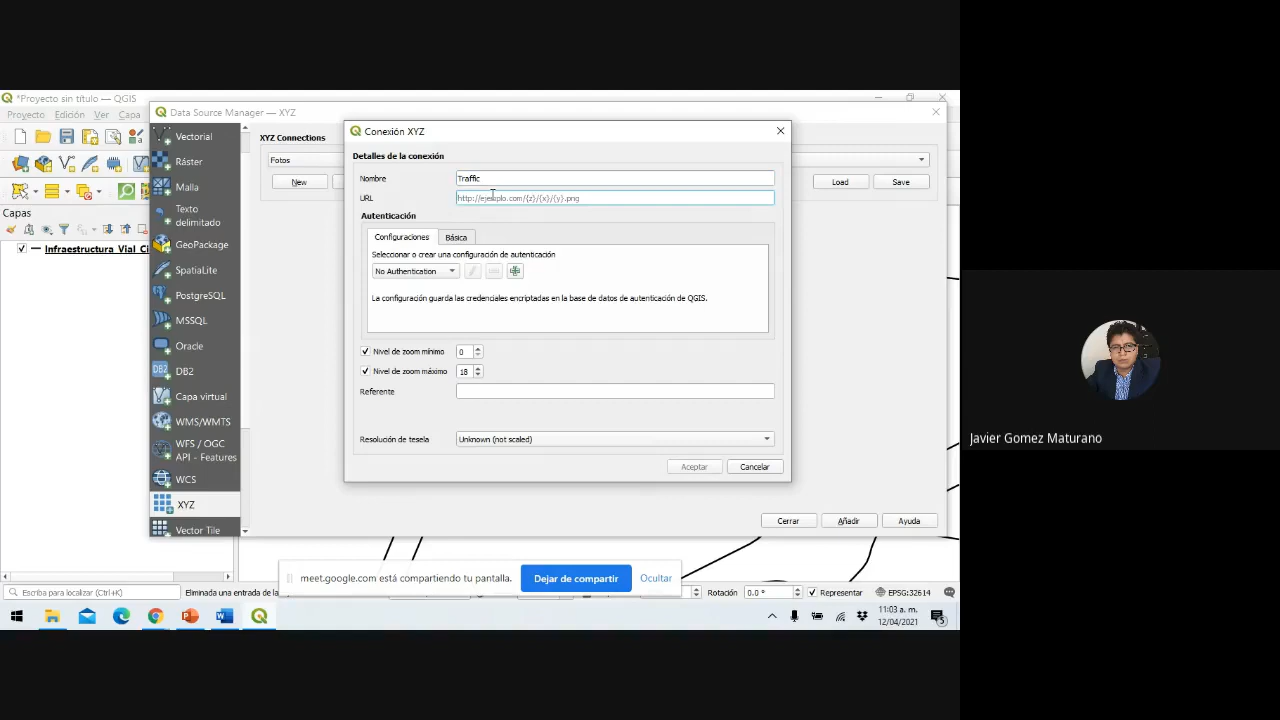 *Proyecto sin título — QGIS
Proyecto Edición Ver Capa
Data Source Manager — XYZ
Capas
Infraestructura Vial Ci
Vectorial
Ráster
Malla
Texto
delimitado
GeoPackage
SpatiaLite
PostgreSQL
MSSQL
Oracle
DB2
Capa virtual
WMS/WMTS
WFS / OGC
API - Features
WCS
XYZ
Vector Tile
XYZ Connections
Fotos
New
Load
Save
Conexión XYZ
Detalles de la conexión
Nombre
Traffic
URL
http://ejemplo.com/{z}/{x}/{y}.png
Autenticación
Configuraciones
Básica
Seleccionar o crear una configuración de autenticación
No Authentication
La configuración guarda las credenciales encriptadas en la base de datos de autenticación de QGIS.
Nivel de zoom mínimo
0
Nivel de zoom máximo
18
Referente
Resolución de tesela
Unknown (not scaled)
Aceptar
Cancelar
Cerrar
Añadir
Ayuda
meet.google.com está compartiendo tu pantalla.
Dejar de compartir
Ocultar
Escriba para localizar (Ctrl+K)
Eliminada una entrada de la
Rotación
0.0 °
Representar
EPSG:32614
11:03 a. m.
12/04/2021
5
Javier Gomez Maturano